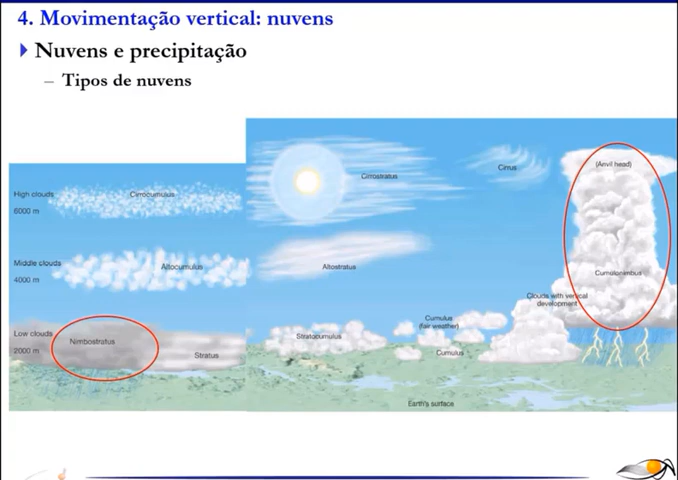 4. Movimentação vertical: nuvens
Nuvens e precipitação
– Tipos de nuvens
(Anvil head)
Cirrus
Cirrostratus
High clouds
Cirrocumulus
6000 m
Middle clouds
Altocumulus
Altostratus
Cumulonimbus
4000 m
Clouds with vertical
development
Cumulus
(fair weather)
Low clouds
Nimbostratus
Stratocumulus
2000 m
Stratus
Cumulus
Earth's surface